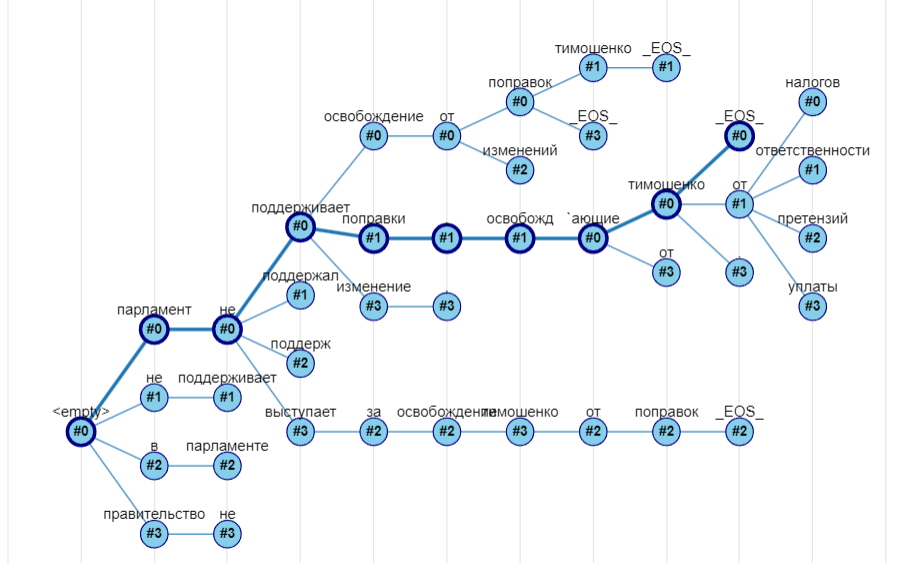 тимошенко _EOS_
#1 #1
поправок налогов
#0 #0
освобождение от _EOS_ _EOS_
#0 #0 #3 #0
изменений ответственности
#2 #1
тимошенко от
#0 #1
поддерживает поправки , освобожд `ающие претензий
#0 #1 #1 #1 #0 #2
от ,
#3 #3
поддержал изменение , уплаты
#1 #3 #3 #3
парламент не
#0 #0
поддерж
#2
не поддерживает
#1 #1
<empty> выступает за освобождение тимошенко от поправок _EOS_
#0 #3 #2 #2 #3 #2 #2 #2
в парламенте
#2 #2
правительство не
#3 #3